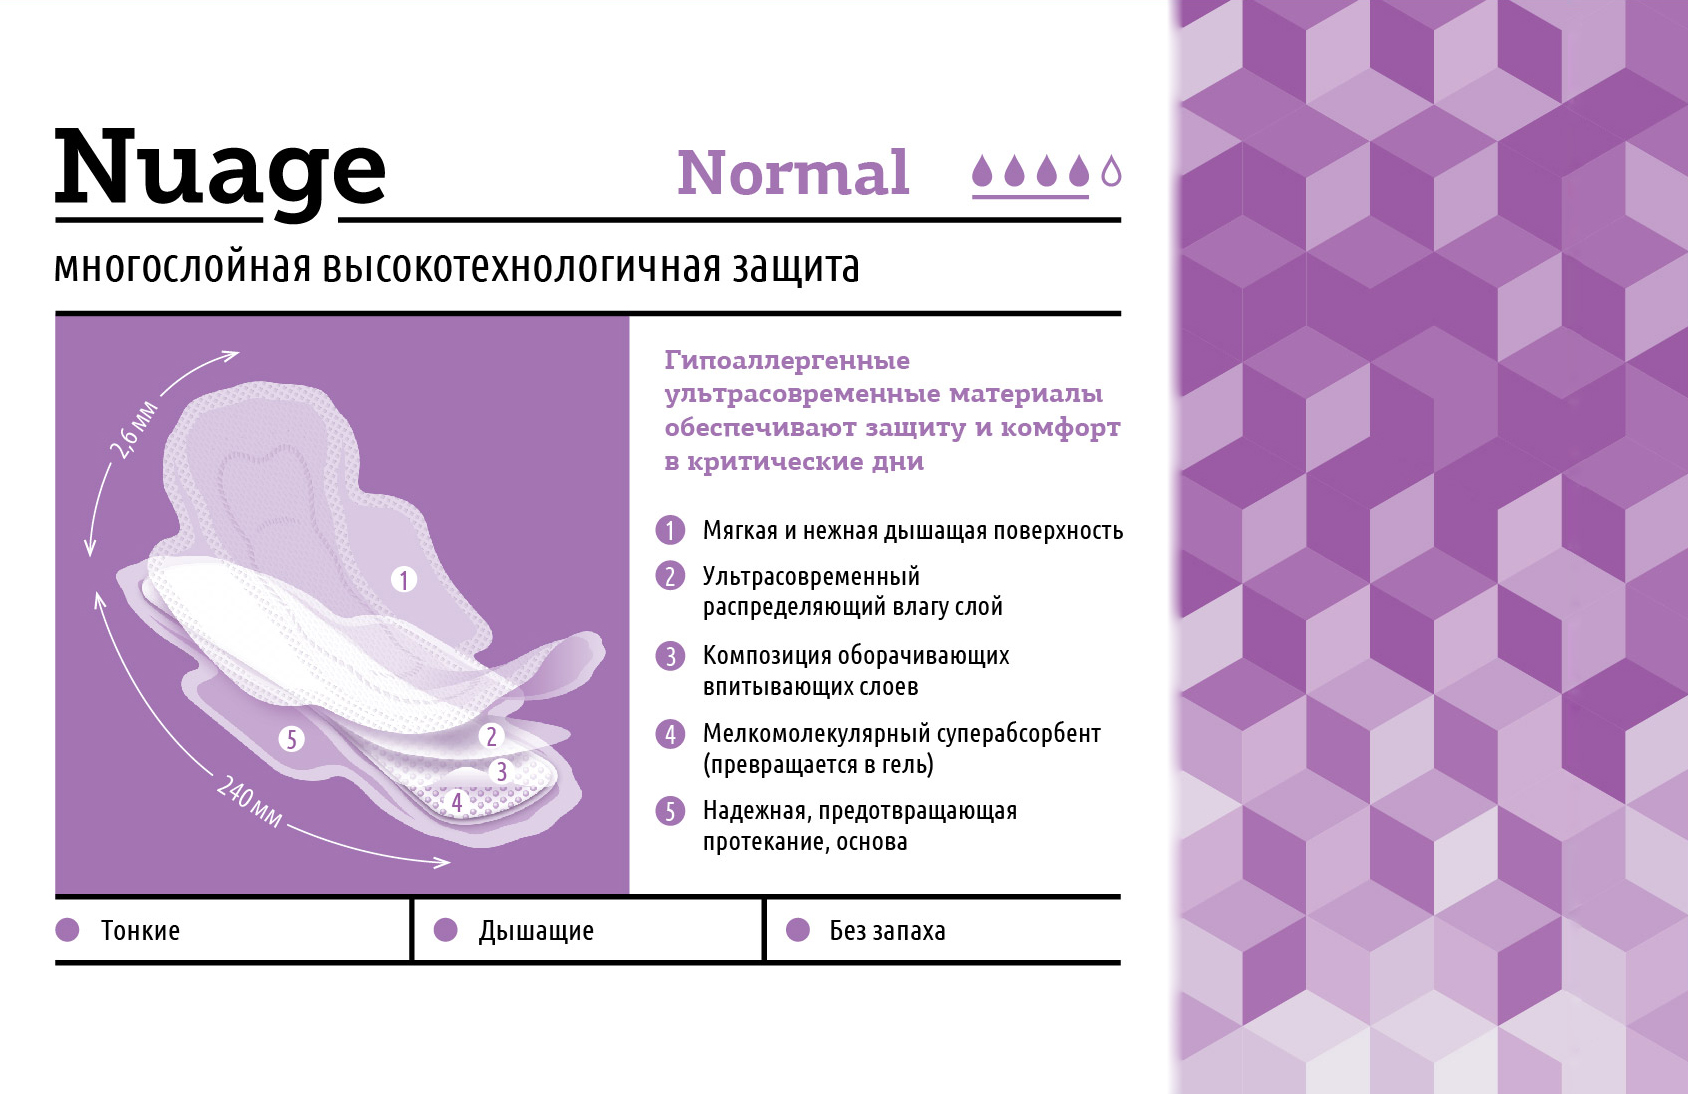 Nuage
Normal
многослойная высокотехнологичная защита
2,6 мм
240 мм
1
2
3
4
5
Гипоаллергенные
ультрасовременные материалы
обеспечивают защиту и комфорт
в критические дни
1 Мягкая и нежная дышащая поверхность
2 Ультрасовременный
распределяющий влагу слой
3 Композиция оборачивающих
впитывающих слоев
4 Мелкомолекулярный суперабсорбент
(превращается в гель)
5 Надежная, предотвращающая
протекание, основа
Тонкие
Дышащие
Без запаха